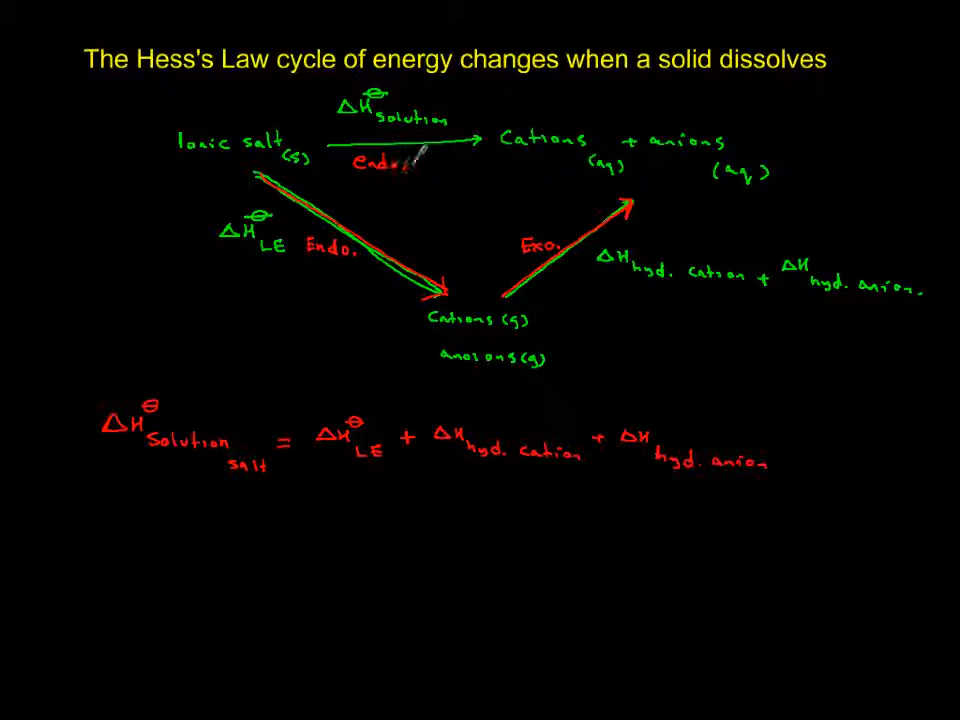 The Hess's Law cycle of energy changes when a solid dissolves
ΔH⊖ solution
Ionic salt (s) → Cations (aq) + anions (aq)
endo.
ΔH⊖ LE Endo.
Exo. ΔH hyd. cation + ΔH hyd. anion.
Cations (g)
anoions (g)
ΔH⊖ Solution salt = ΔH⊖ LE + ΔH hyd. cation + ΔH hyd. anion